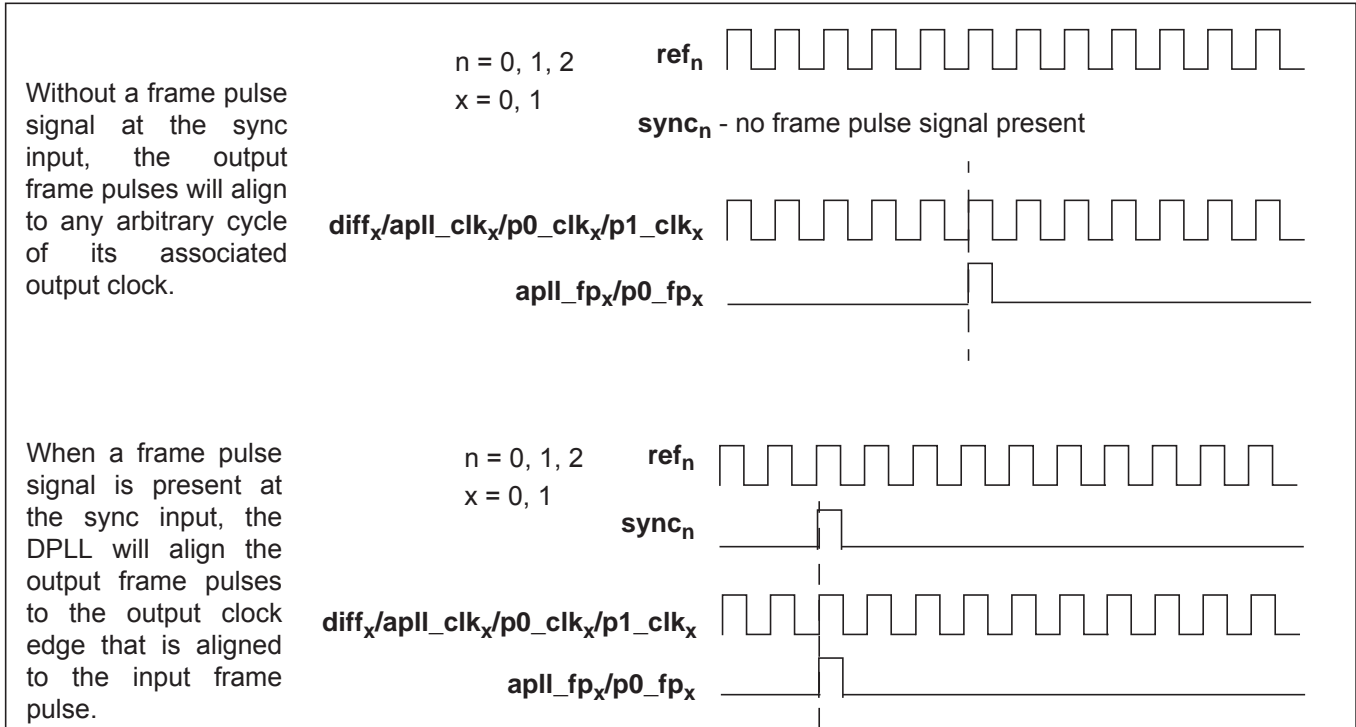 Without a frame pulse
signal at the sync
input, the output
frame pulses will align
to any arbitrary cycle
of its associated
output clock.
n = 0, 1, 2
x = 0, 1
refn
syncn - no frame pulse signal present
diffx/apll_clkx/p0_clkx/p1_clkx
apll_fpx/p0_fpx
When a frame pulse
signal is present at
the sync input, the
DPLL will align the
output frame pulses
to the output clock
edge that is aligned
to the input frame
pulse.
n = 0, 1, 2
x = 0, 1
refn
syncn
diffx/apll_clkx/p0_clkx/p1_clkx
apll_fpx/p0_fpx